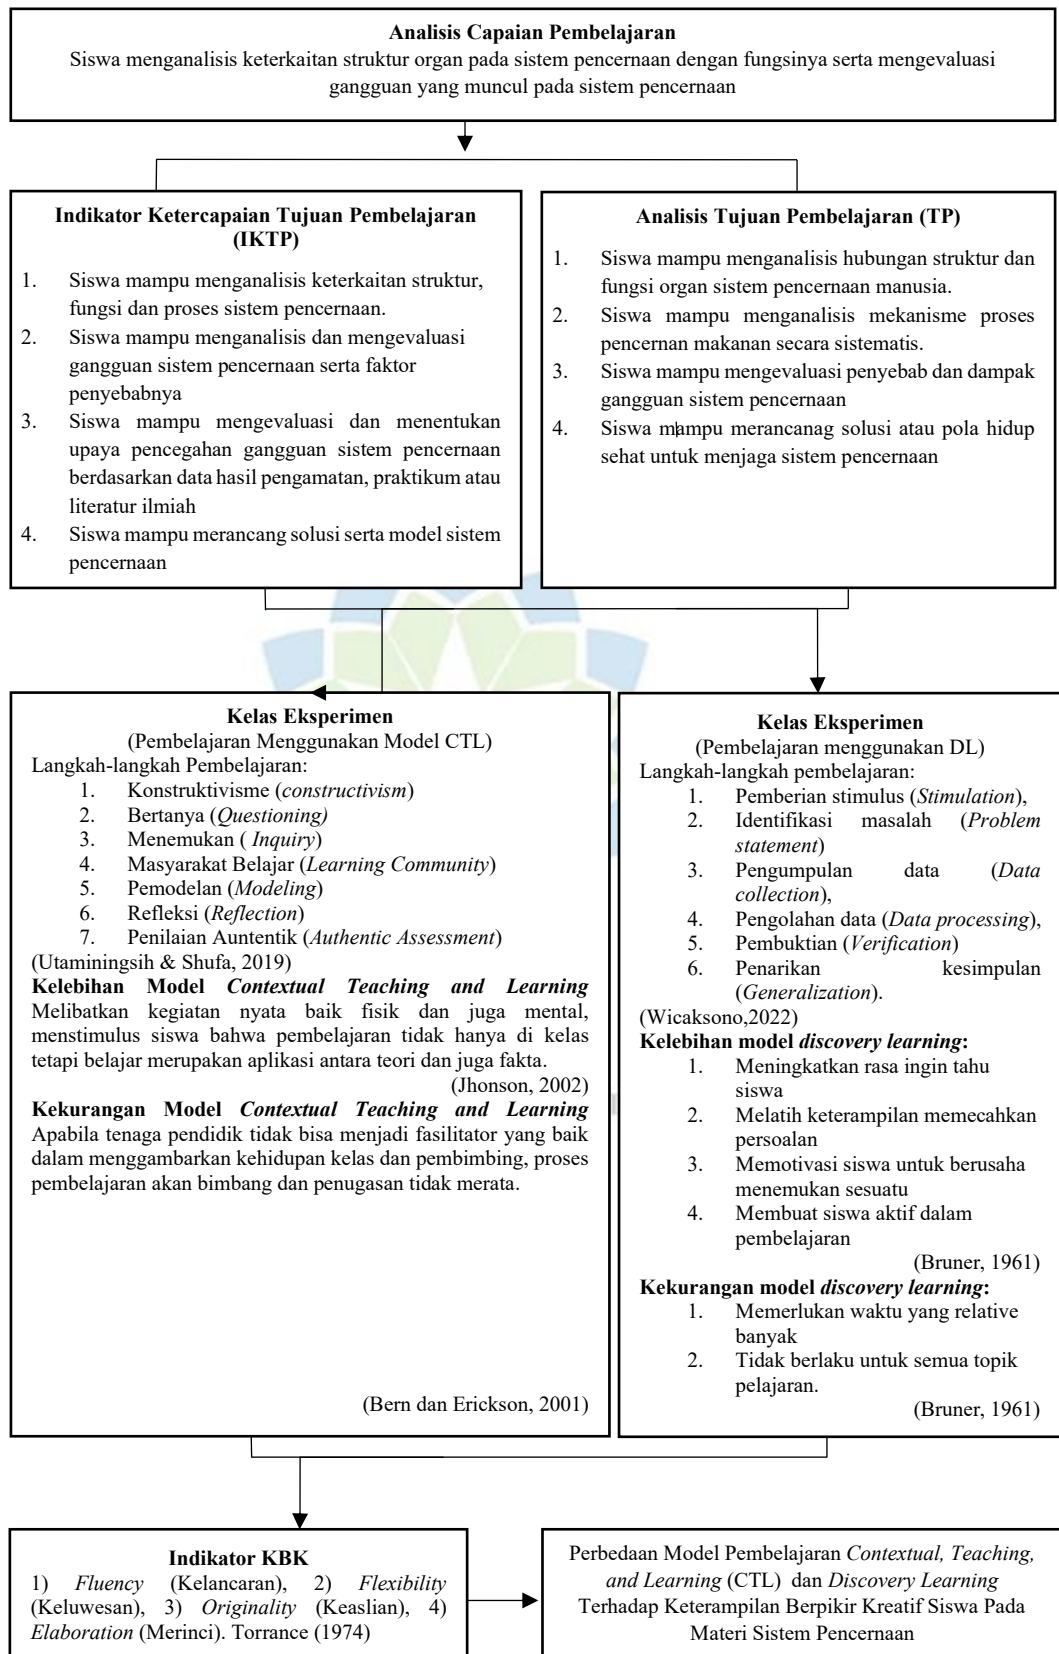 Analisis Capaian Pembelajaran
Siswa menganalisis keterkaitan struktur organ pada sistem pencernaan dengan fungsinya serta mengevaluasi
gangguan yang muncul pada sistem pencernaan
Indikator Ketercapaian Tujuan Pembelajaran
(IKTP)
1. Siswa mampu menganalisis keterkaitan struktur,
fungsi dan proses sistem pencernaan.
2. Siswa mampu menganalisis dan mengevaluasi
gangguan sistem pencernaan serta faktor
penyebabnya
3. Siswa mampu mengevaluasi dan menentukan
upaya pencegahan gangguan sistem pencernaan
berdasarkan data hasil pengamatan, praktikum atau
literatur ilmiah
4. Siswa mampu merancang solusi serta model sistem
pencernaan
Analisis Tujuan Pembelajaran (TP)
1. Siswa mampu menganalisis hubungan struktur dan
fungsi organ sistem pencernaan manusia.
2. Siswa mampu menganalisis mekanisme proses
pencernan makanan secara sistematis.
3. Siswa mampu mengevaluasi penyebab dan dampak
gangguan sistem pencernaan
4. Siswa mampu merancanag solusi atau pola hidup
sehat untuk menjaga sistem pencernaan
Kelas Eksperimen
(Pembelajaran Menggunakan Model CTL)
Langkah-langkah Pembelajaran:
1. Konstruktivisme (constructivism)
2. Bertanya (Questioning)
3. Menemukan ( Inquiry)
4. Masyarakat Belajar (Learning Community)
5. Pemodelan (Modeling)
6. Refleksi (Reflection)
7. Penilaian Auntentik (Authentic Assessment)
(Utaminingsih & Shufa, 2019)
Kelebihan Model Contextual Teaching and Learning
Melibatkan kegiatan nyata baik fisik dan juga mental,
menstimulus siswa bahwa pembelajaran tidak hanya di kelas
tetapi belajar merupakan aplikasi antara teori dan juga fakta.
(Jhonson, 2002)
Kekurangan Model Contextual Teaching and Learning
Apabila tenaga pendidik tidak bisa menjadi fasilitator yang baik
dalam menggambarkan kehidupan kelas dan pembimbing, proses
pembelajaran akan bimbang dan penugasan tidak merata.
(Bern dan Erickson, 2001)
Kelas Eksperimen
(Pembelajaran menggunakan DL)
Langkah-langkah pembelajaran:
1. Pemberian stimulus (Stimulation),
2. Identifikasi masalah (Problem
statement)
3. Pengumpulan data (Data
collection),
4. Pengolahan data (Data processing),
5. Pembuktian (Verification)
6. Penarikan kesimpulan
(Generalization).
(Wicaksono,2022)
Kelebihan model discovery learning:
1. Meningkatkan rasa ingin tahu
siswa
2. Melatih keterampilan memecahkan
persoalan
3. Memotivasi siswa untuk berusaha
menemukan sesuatu
4. Membuat siswa aktif dalam
pembelajaran
(Bruner, 1961)
Kekurangan model discovery learning:
1. Memerlukan waktu yang relative
banyak
2. Tidak berlaku untuk semua topik
pelajaran.
(Bruner, 1961)
Indikator KBK
1) Fluency (Kelancaran), 2) Flexibility
(Keluwesan), 3) Originality (Keaslian), 4)
Elaboration (Merinci). Torrance (1974)
Perbedaan Model Pembelajaran Contextual, Teaching,
and Learning (CTL) dan Discovery Learning
Terhadap Keterampilan Berpikir Kreatif Siswa Pada
Materi Sistem Pencernaan